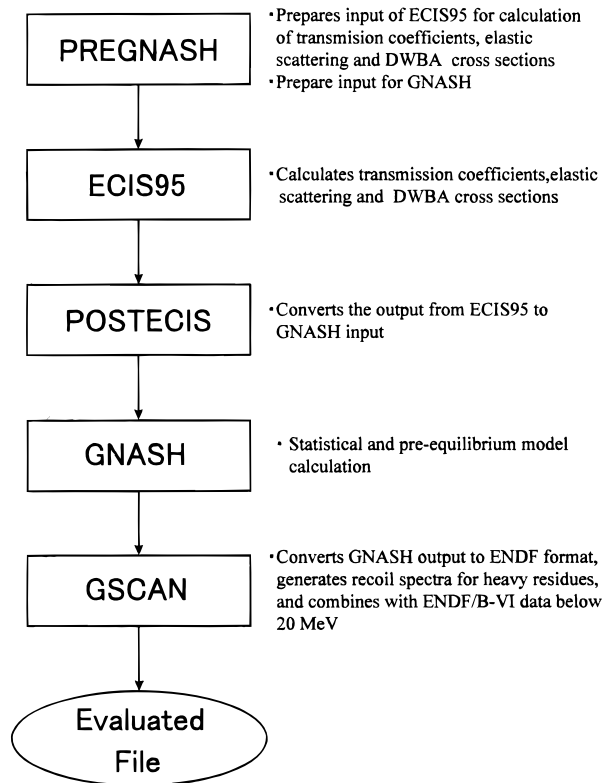 PREGNASH
・Prepares input of ECIS95 for calculation
of transmision coefficients, elastic
scattering and DWBA cross sections
・Prepare input for GNASH
ECIS95
・Calculates transmission coefficients,elastic
scattering and DWBA cross sections
POSTECIS
・Converts the output from ECIS95 to
GNASH input
GNASH
・Statistical and pre-equilibrium model
calculation
GSCAN
・Converts GNASH output to ENDF format,
generates recoil spectra for heavy residues,
and combines with ENDF/B-VI data below
20 MeV
Evaluated
File